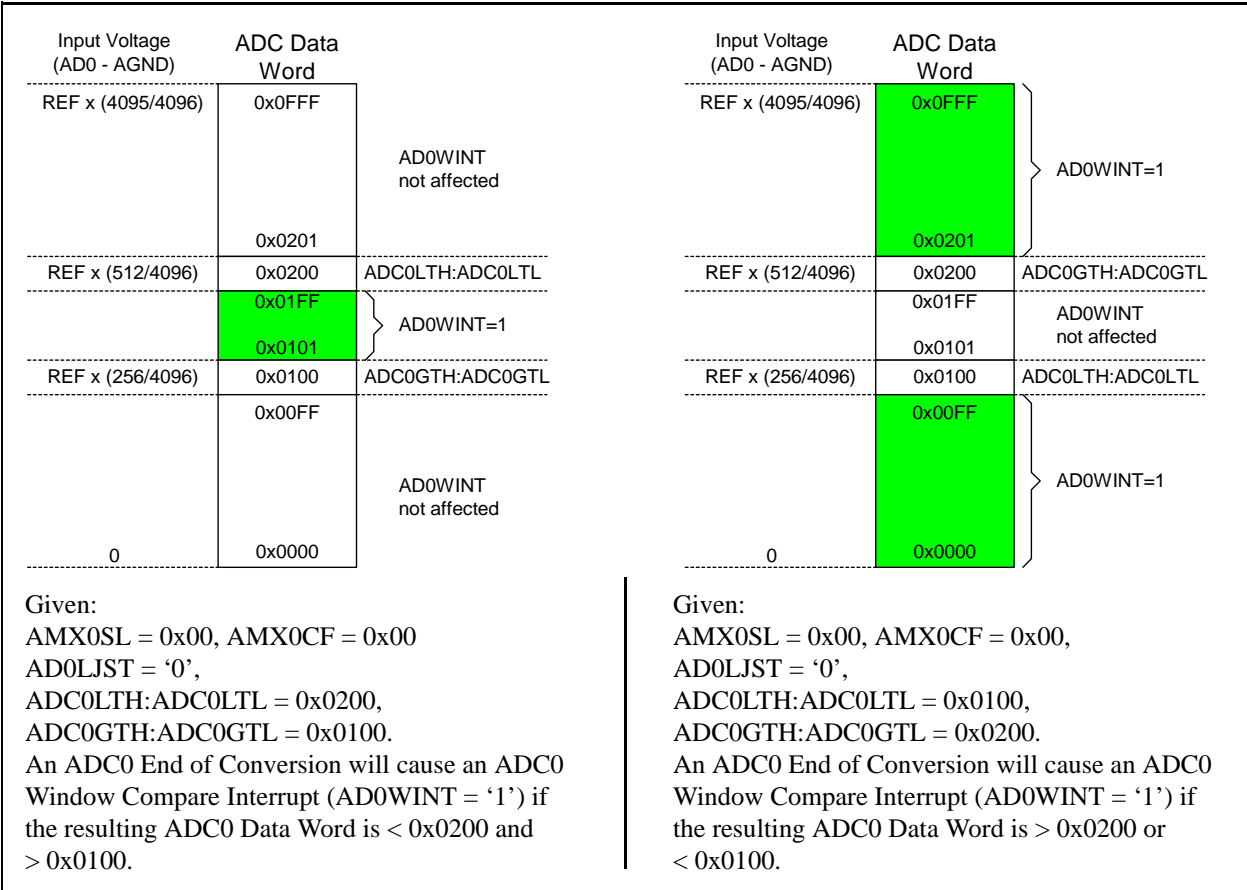 Input Voltage
(AD0 - AGND)
ADC Data
Word
REF x (4095/4096)
0x0FFF
AD0WINT
not affected
0x0201
REF x (512/4096)
0x0200
ADC0LTH:ADC0LTL
0x01FF
AD0WINT=1
0x0101
REF x (256/4096)
0x0100
ADC0GTH:ADC0GTL
0x00FF
AD0WINT
not affected
0
0x0000
Given:
AMX0SL = 0x00, AMX0CF = 0x00
AD0LJST = ‘0’,
ADC0LTH:ADC0LTL = 0x0200,
ADC0GTH:ADC0GTL = 0x0100.
An ADC0 End of Conversion will cause an ADC0
Window Compare Interrupt (AD0WINT = ‘1’) if
the resulting ADC0 Data Word is < 0x0200 and
> 0x0100.
Input Voltage
(AD0 - AGND)
ADC Data
Word
REF x (4095/4096)
0x0FFF
AD0WINT=1
0x0201
REF x (512/4096)
0x0200
ADC0GTH:ADC0GTL
0x01FF
AD0WINT
not affected
0x0101
REF x (256/4096)
0x0100
ADC0LTH:ADC0LTL
0x00FF
AD0WINT=1
0
0x0000
Given:
AMX0SL = 0x00, AMX0CF = 0x00,
AD0LJST = ‘0’,
ADC0LTH:ADC0LTL = 0x0100,
ADC0GTH:ADC0GTL = 0x0200.
An ADC0 End of Conversion will cause an ADC0
Window Compare Interrupt (AD0WINT = ‘1’) if
the resulting ADC0 Data Word is > 0x0200 or
< 0x0100.